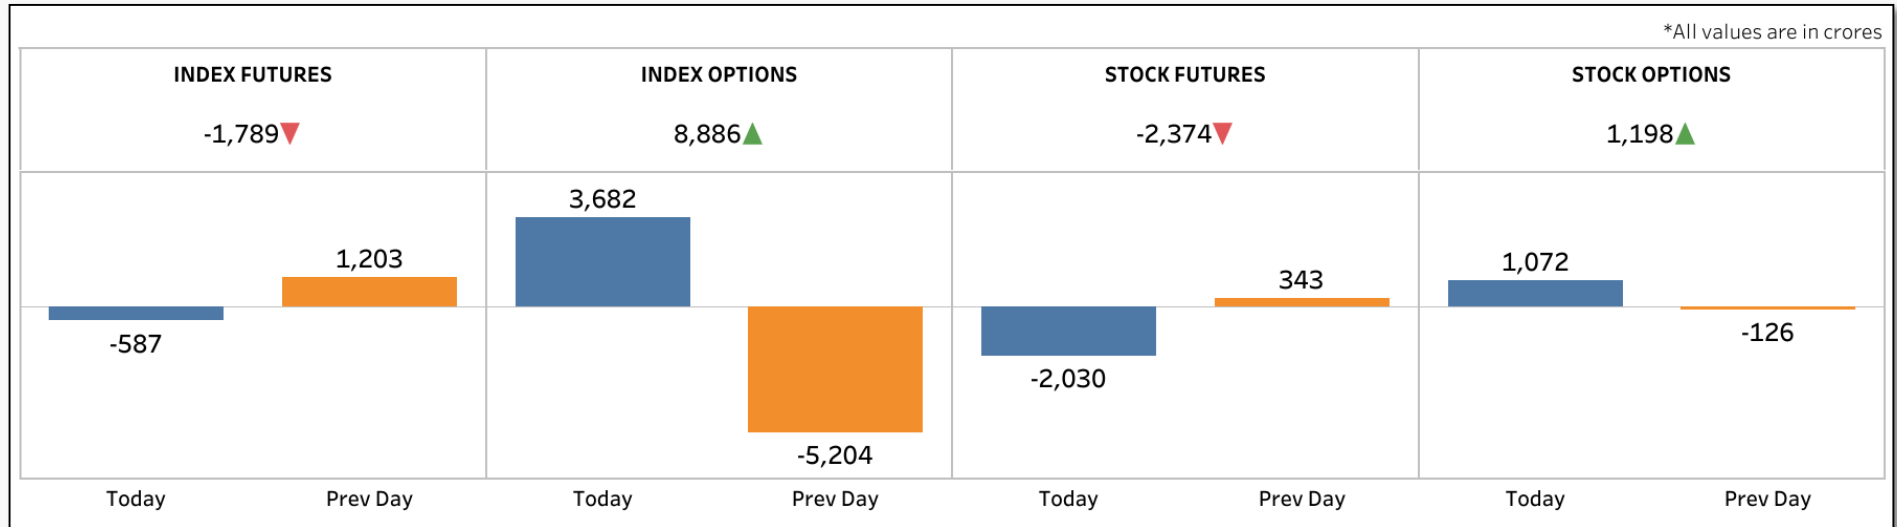 *All values are in crores
INDEX FUTURES
-1,789▼
INDEX OPTIONS
8,886▲
STOCK FUTURES
-2,374▼
STOCK OPTIONS
1,198▲
-587
1,203
3,682
-5,204
-2,030
343
1,072
-126
Today
Prev Day
Today
Prev Day
Today
Prev Day
Today
Prev Day